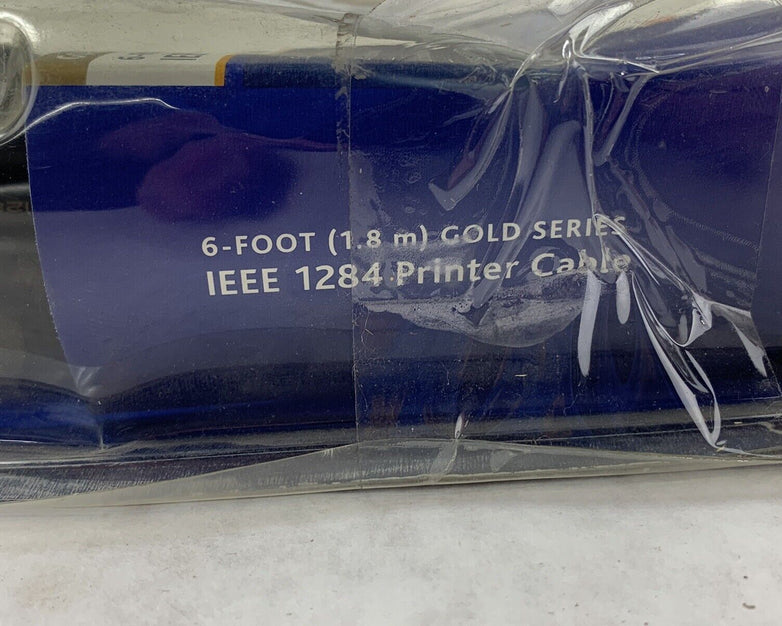 6-FOOT (1.8 m) GOLD SERIES
IEEE 1284 Printer Cable